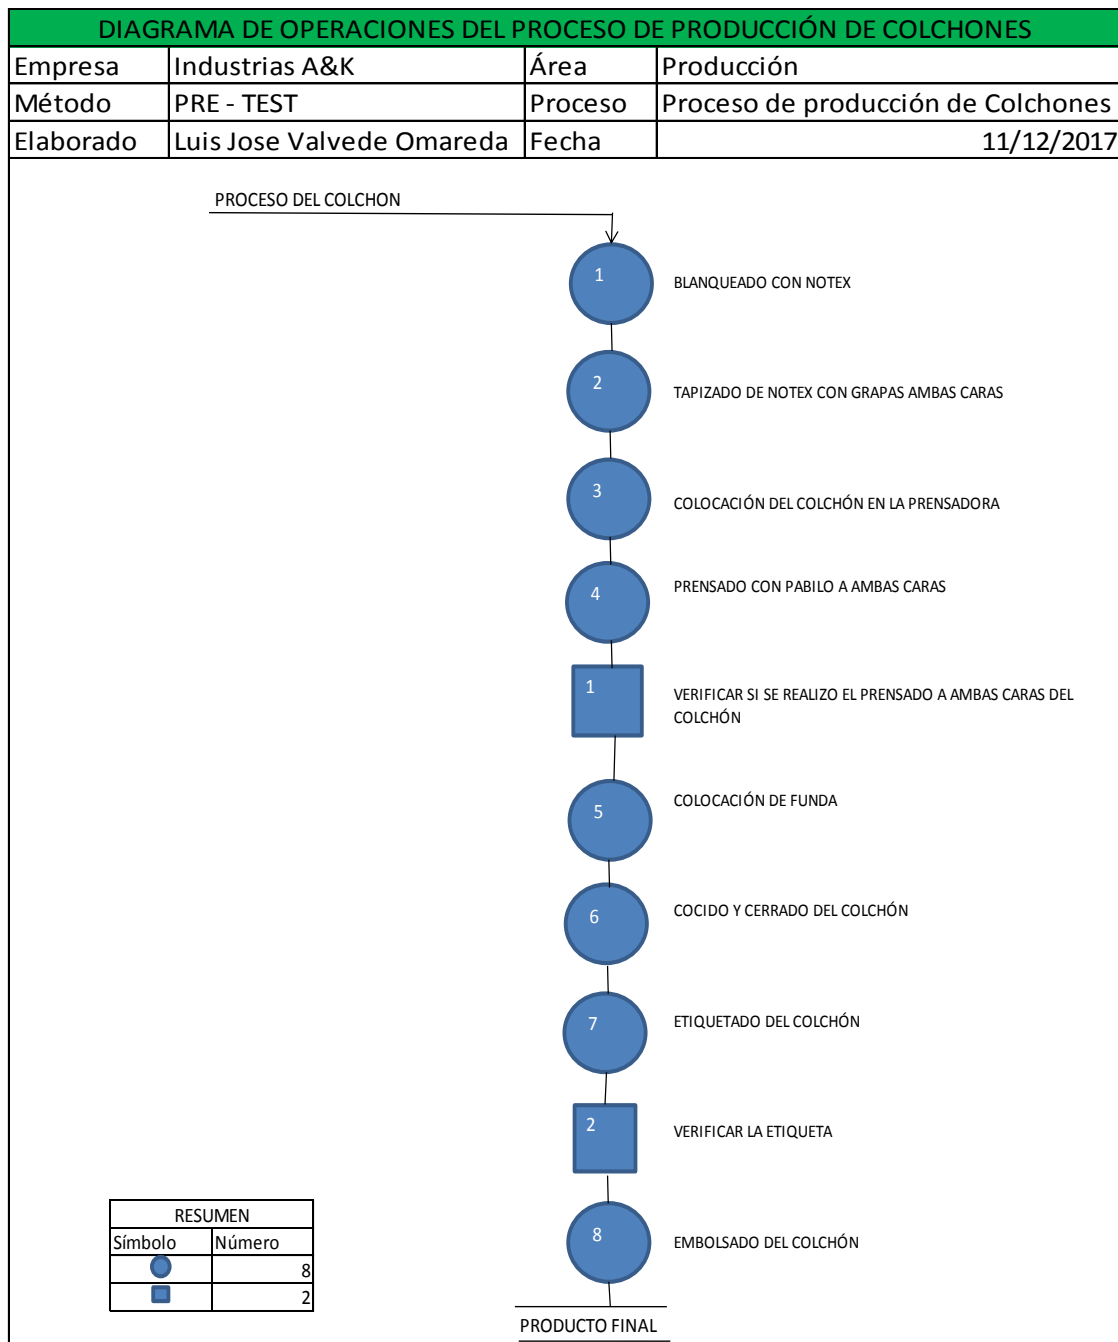 DIAGRAMA DE OPERACIONES DEL PROCESO DE PRODUCCIÓN DE COLCHONES
Empresa Industrias A&K Área Producción
Método PRE - TEST Proceso Proceso de producción de Colchones
Elaborado Luis Jose Valvede Omareda Fecha 11/12/2017
PROCESO DEL COLCHON
1 BLANQUEADO CON NOTEX
2 TAPIZADO DE NOTEX CON GRAPAS AMBAS CARAS
3 COLOCACIÓN DEL COLCHÓN EN LA PRENSADORA
4 PRENSADO CON PABILO A AMBAS CARAS
1 VERIFICAR SI SE REALIZO EL PRENSADO A AMBAS CARAS DEL
COLCHÓN
5 COLOCACIÓN DE FUNDA
6 COCIDO Y CERRADO DEL COLCHÓN
7 ETIQUETADO DEL COLCHÓN
2 VERIFICAR LA ETIQUETA
8 EMBOLSADO DEL COLCHÓN
RESUMEN
Símbolo Número
8
2
PRODUCTO FINAL